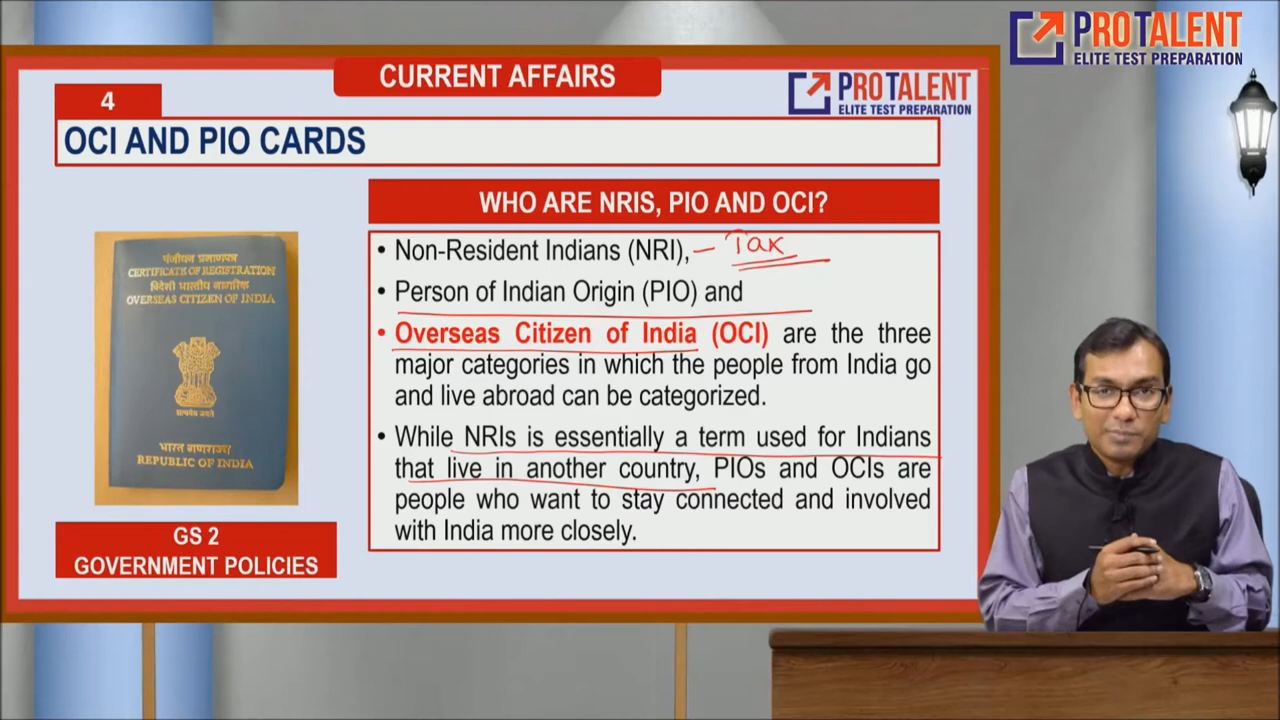 PROTALENT
ELITE TEST PREPARATION
CURRENT AFFAIRS
PROTALENT
ELITE TEST PREPARATION
4
OCI AND PIO CARDS
WHO ARE NRIS, PIO AND OCI?
• Non-Resident Indians (NRI), – Tax
• Person of Indian Origin (PIO) and
• Overseas Citizen of India (OCI) are the three
major categories in which the people from India go
and live abroad can be categorized.
• While NRIs is essentially a term used for Indians
that live in another country, PIOs and OCIs are
people who want to stay connected and involved
with India more closely.
पंजीयन प्रमाणपत्र
CERTIFICATE OF REGISTRATION
विदेशी भारतीय नागरिक
OVERSEAS CITIZEN OF INDIA
सत्यमेव जयते
भारत गणराज्य
REPUBLIC OF INDIA
GS 2
GOVERNMENT POLICIES